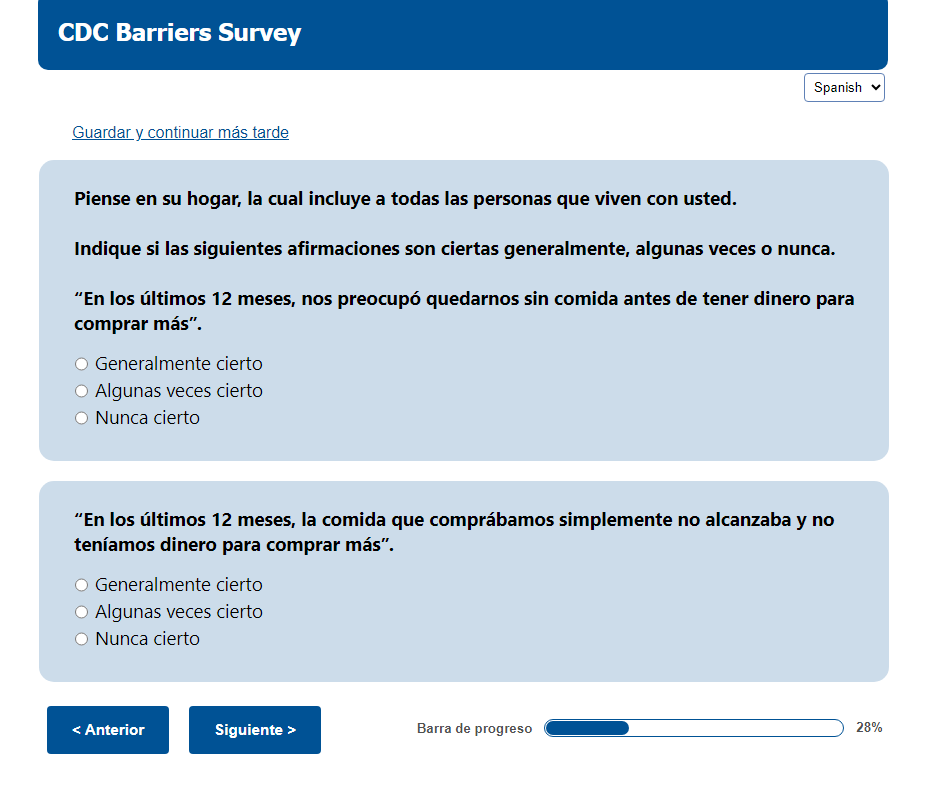 CDC Barriers Survey
Spanish
Guardar y continuar más tarde
Piense en su hogar, la cual incluye a todas las personas que viven con usted.
Indique si las siguientes afirmaciones son ciertas generalmente, algunas veces o nunca.
“En los últimos 12 meses, nos preocupó quedarnos sin comida antes de tener dinero para
comprar más”.
Generalmente cierto
Algunas veces cierto
Nunca cierto
“En los últimos 12 meses, la comida que comprábamos simplemente no alcanzaba y no
teníamos dinero para comprar más”.
Generalmente cierto
Algunas veces cierto
Nunca cierto
< Anterior
Siguiente >
Barra de progreso
28%